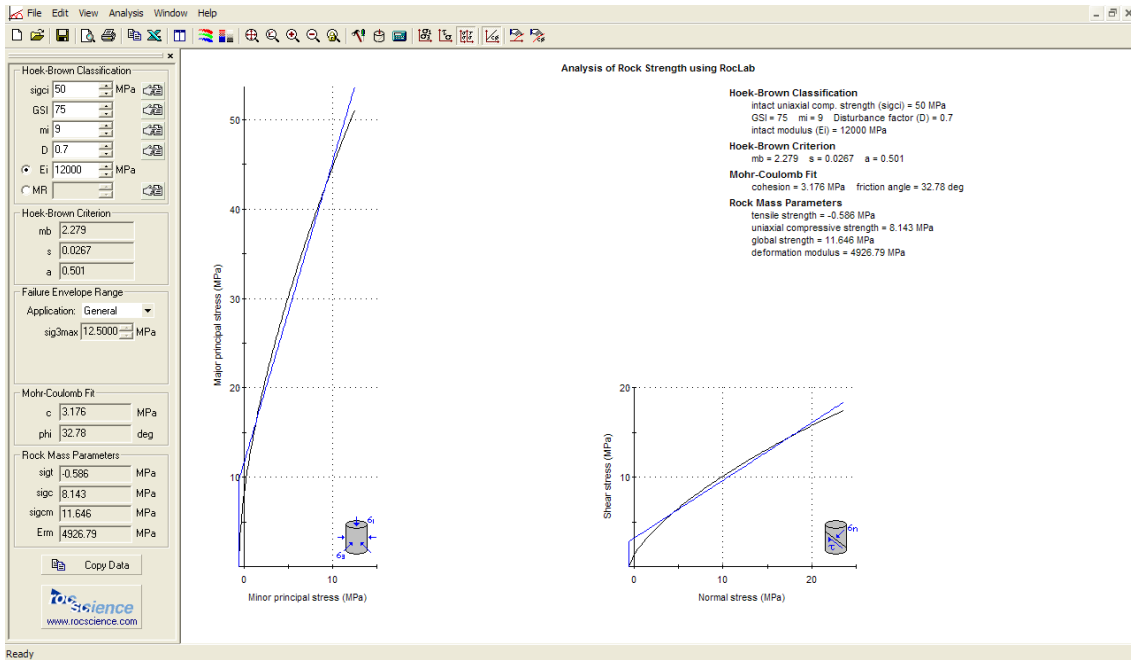 File Edit View Analysis Window Help
Hoek-Brown Classification
sigci 50 MPa
GSI 75
mi 9
D 0.7
Ei 12000 MPa
MR
Hoek-Brown Criterion
mb 2.279
s 0.0267
a 0.501
Failure Envelope Range
Application: General
sig3max 12.5000 MPa
Mohr-Coulomb Fit
c 3.176 MPa
phi 32.78 deg
Rock Mass Parameters
sigt -0.586 MPa
sigc 8.143 MPa
sigcm 11.646 MPa
Erm 4926.79 MPa
Copy Data
rocscience
www.rocscience.com
Ready
Analysis of Rock Strength using RocLab
Hoek-Brown Classification
intact uniaxial comp. strength (sigci) = 50 MPa
GSI = 75 mi = 9 Disturbance factor (D) = 0.7
intact modulus (Ei) = 12000 MPa
Hoek-Brown Criterion
mb = 2.279 s = 0.0267 a = 0.501
Mohr-Coulomb Fit
cohesion = 3.176 MPa friction angle = 32.78 deg
Rock Mass Parameters
tensile strength = -0.586 MPa
uniaxial compressive strength = 8.143 MPa
global strength = 11.646 MPa
deformation modulus = 4926.79 MPa
Major principal stress (MPa)
50
40
30
20
10
0 10
Minor principal stress (MPa)
σ1
σ3
Shear stress (MPa)
20
10
0 10 20
Normal stress (MPa)
σn
τ